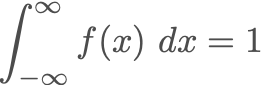 ∫_{-∞}^{∞} f(x) dx = 1